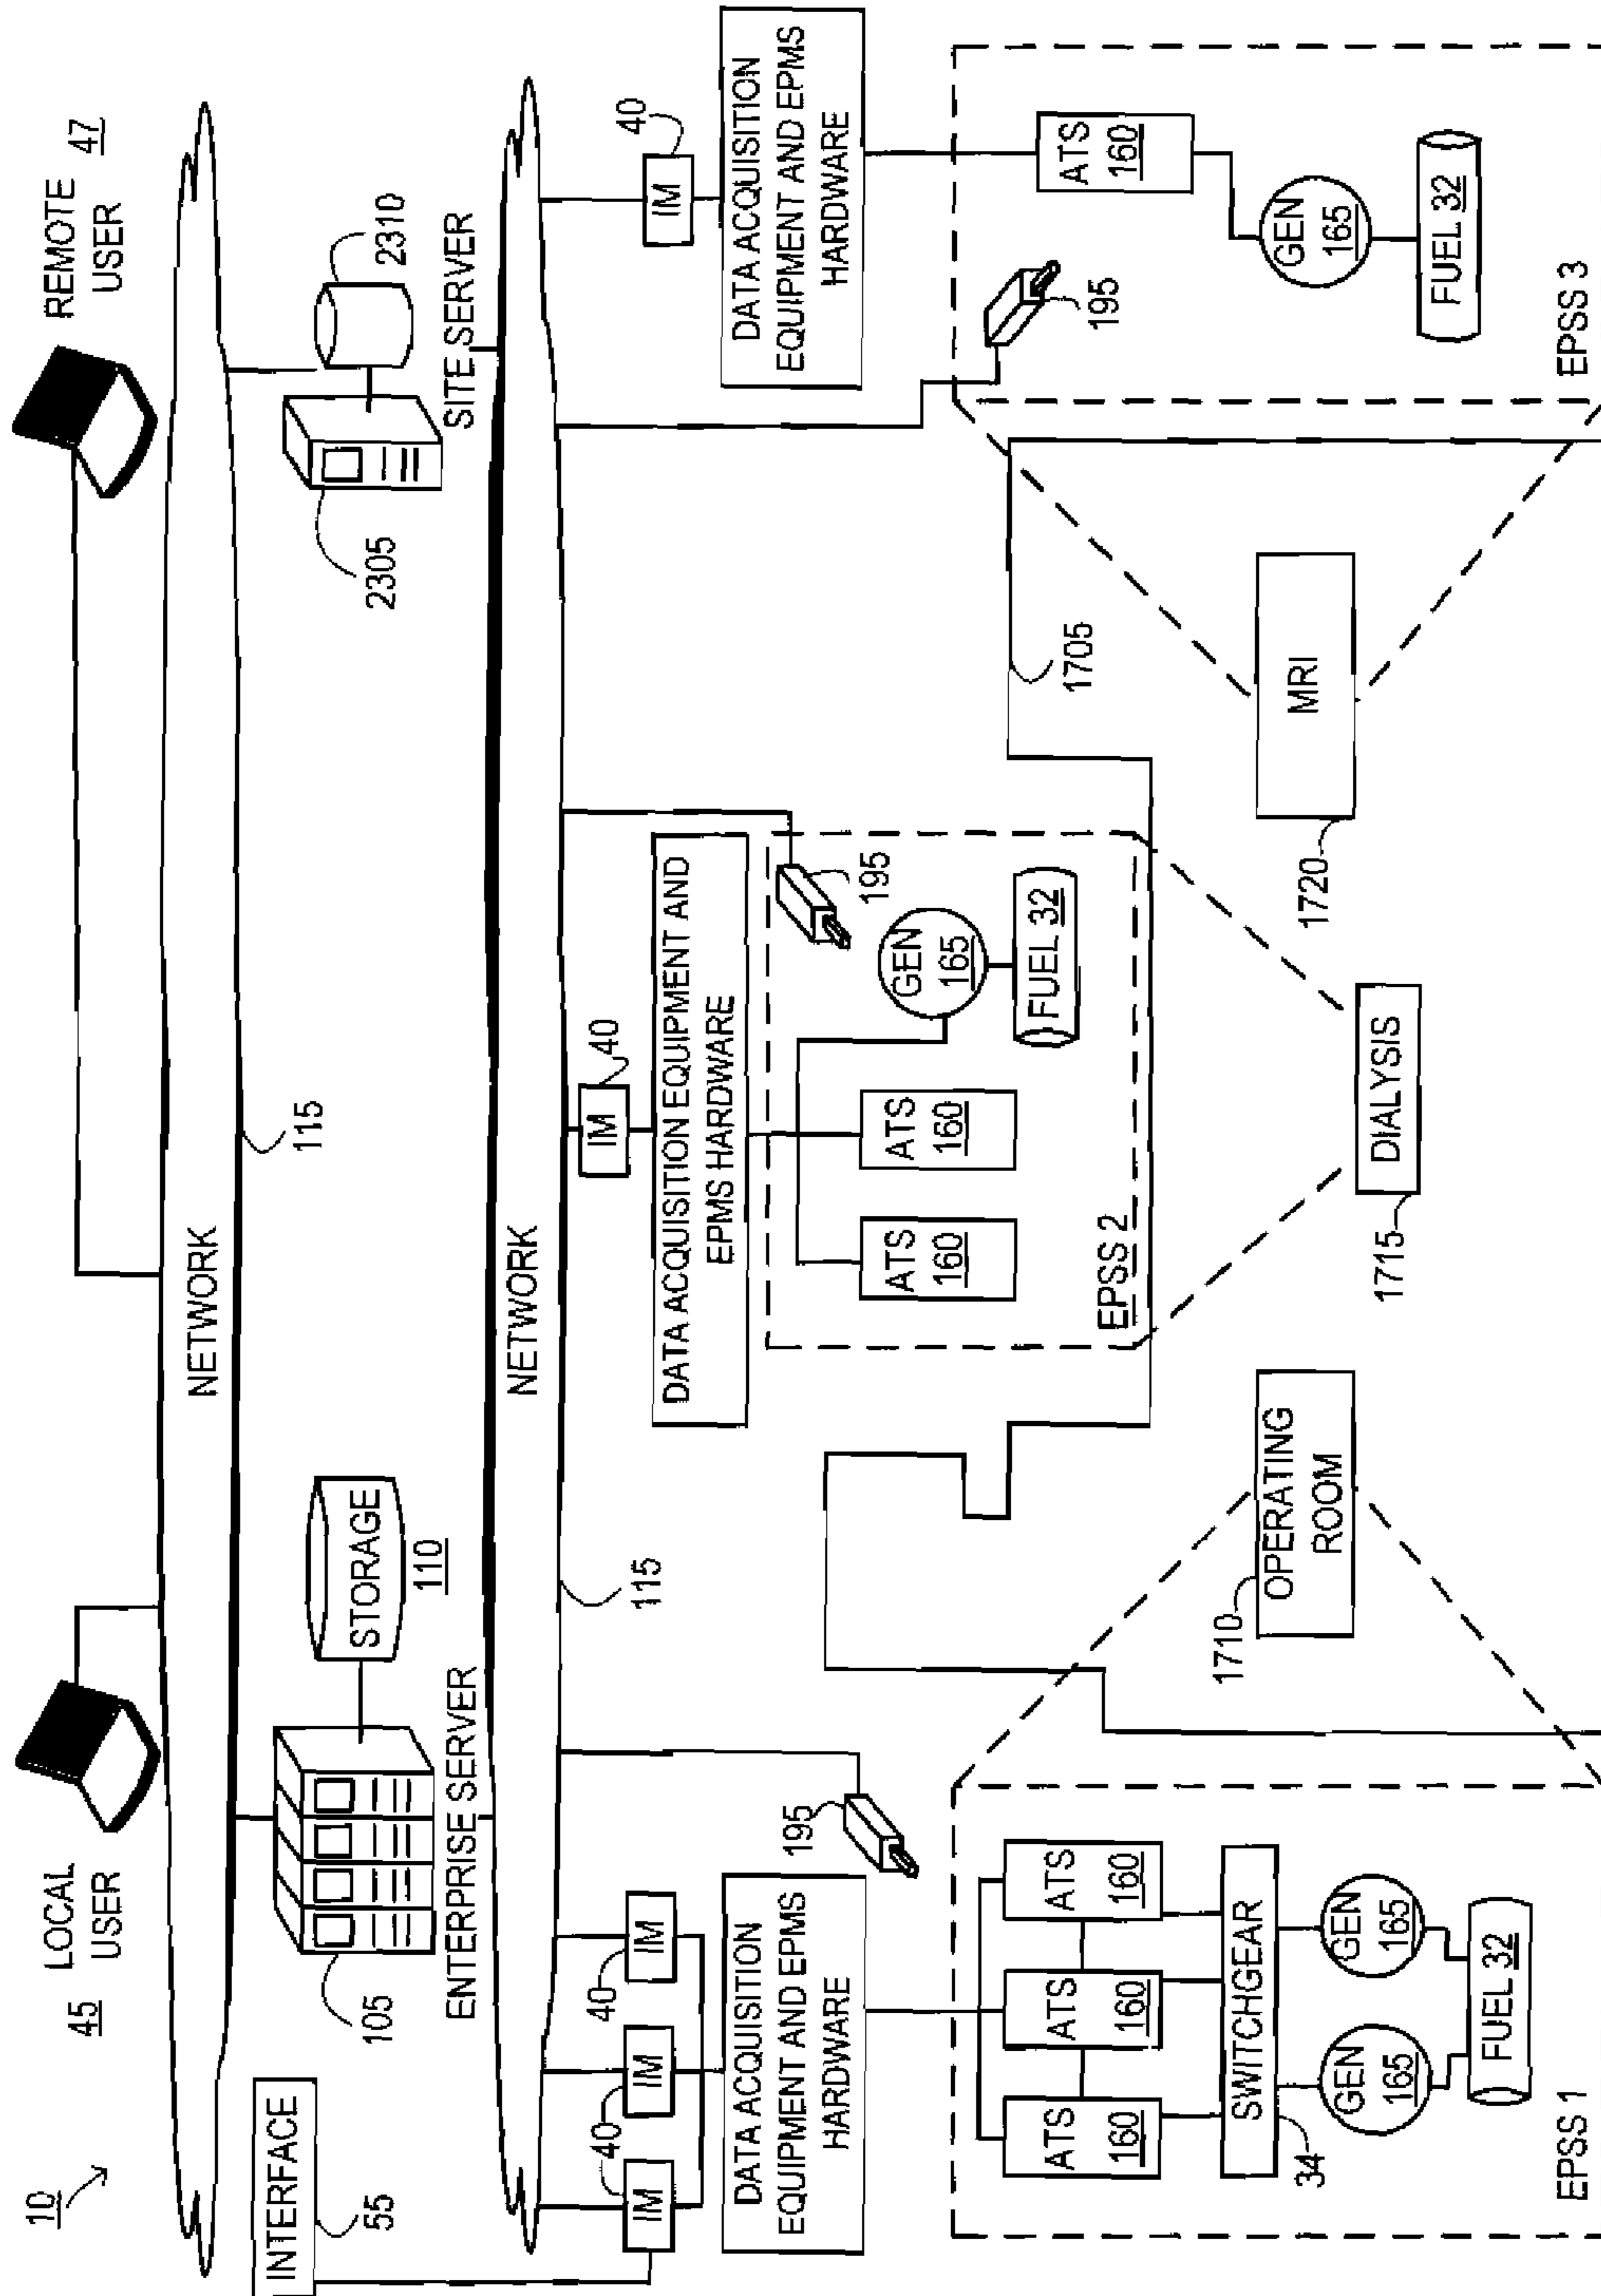 10
45
LOCAL
USER
REMOTE
USER
47
INTERFACE
55
NETWORK
115
105
STORAGE
110
ENTERPRISE SERVER
2305
2310
SITE SERVER
NETWORK
115
40
IM
40
IM
40
IM
DATA ACQUISITION
EQUIPMENT AND EPMS
HARDWARE
195
ATS
160
ATS
160
ATS
160
SWITCHGEAR
34
GEN
165
GEN
165
FUEL 32
EPSS 1
IM
40
DATA ACQUISITION EQUIPMENT AND
EPMS HARDWARE
195
ATS
160
ATS
160
GEN
165
FUEL 32
EPSS 2
IM
40
DATA ACQUISITION
EQUIPMENT AND EPMS
HARDWARE
195
ATS
160
GEN
165
FUEL 32
EPSS 3
1705
1710
OPERATING
ROOM
1715
DIALYSIS
1720
MRI